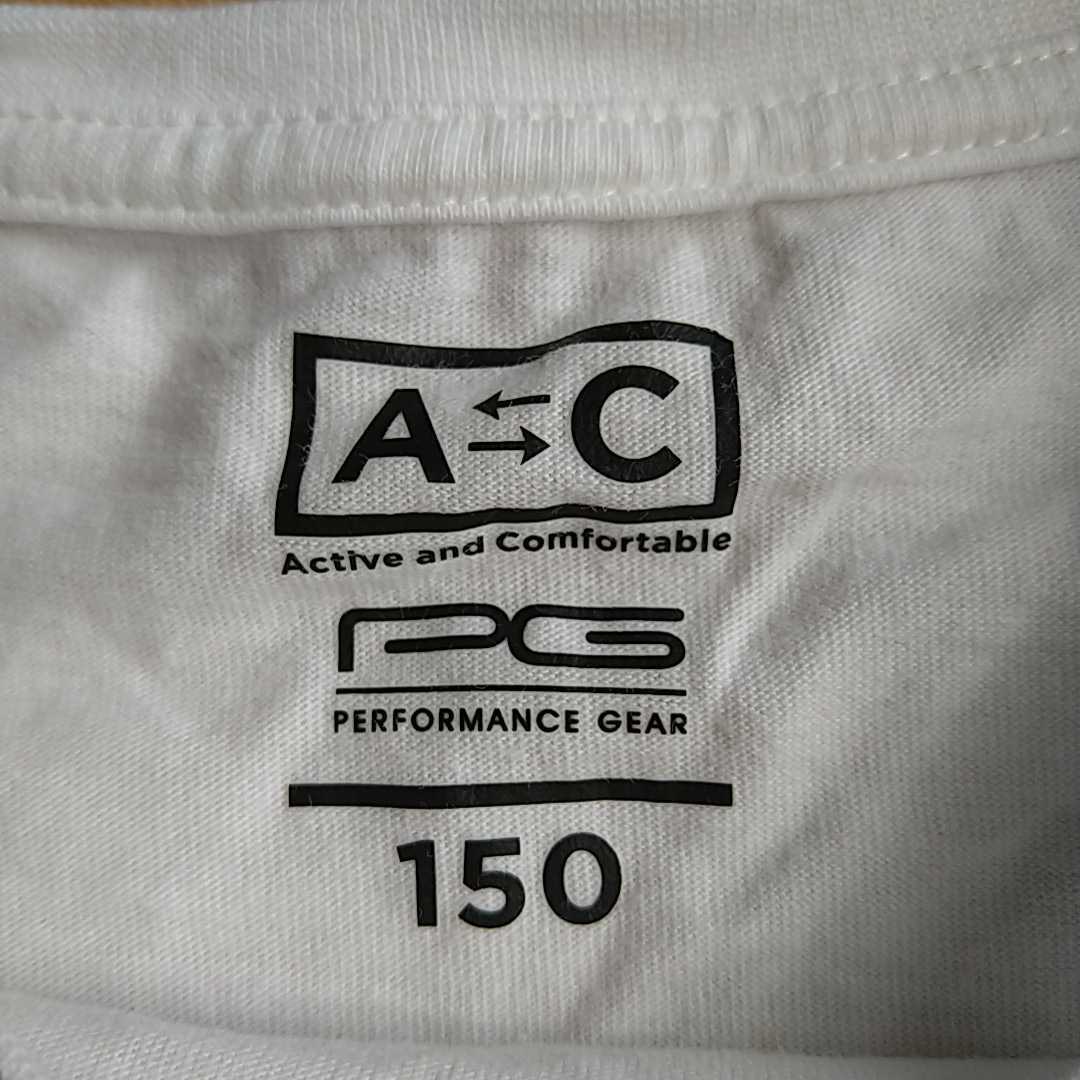 A⇆C
Active and Comfortable
PG
PERFORMANCE GEAR
150